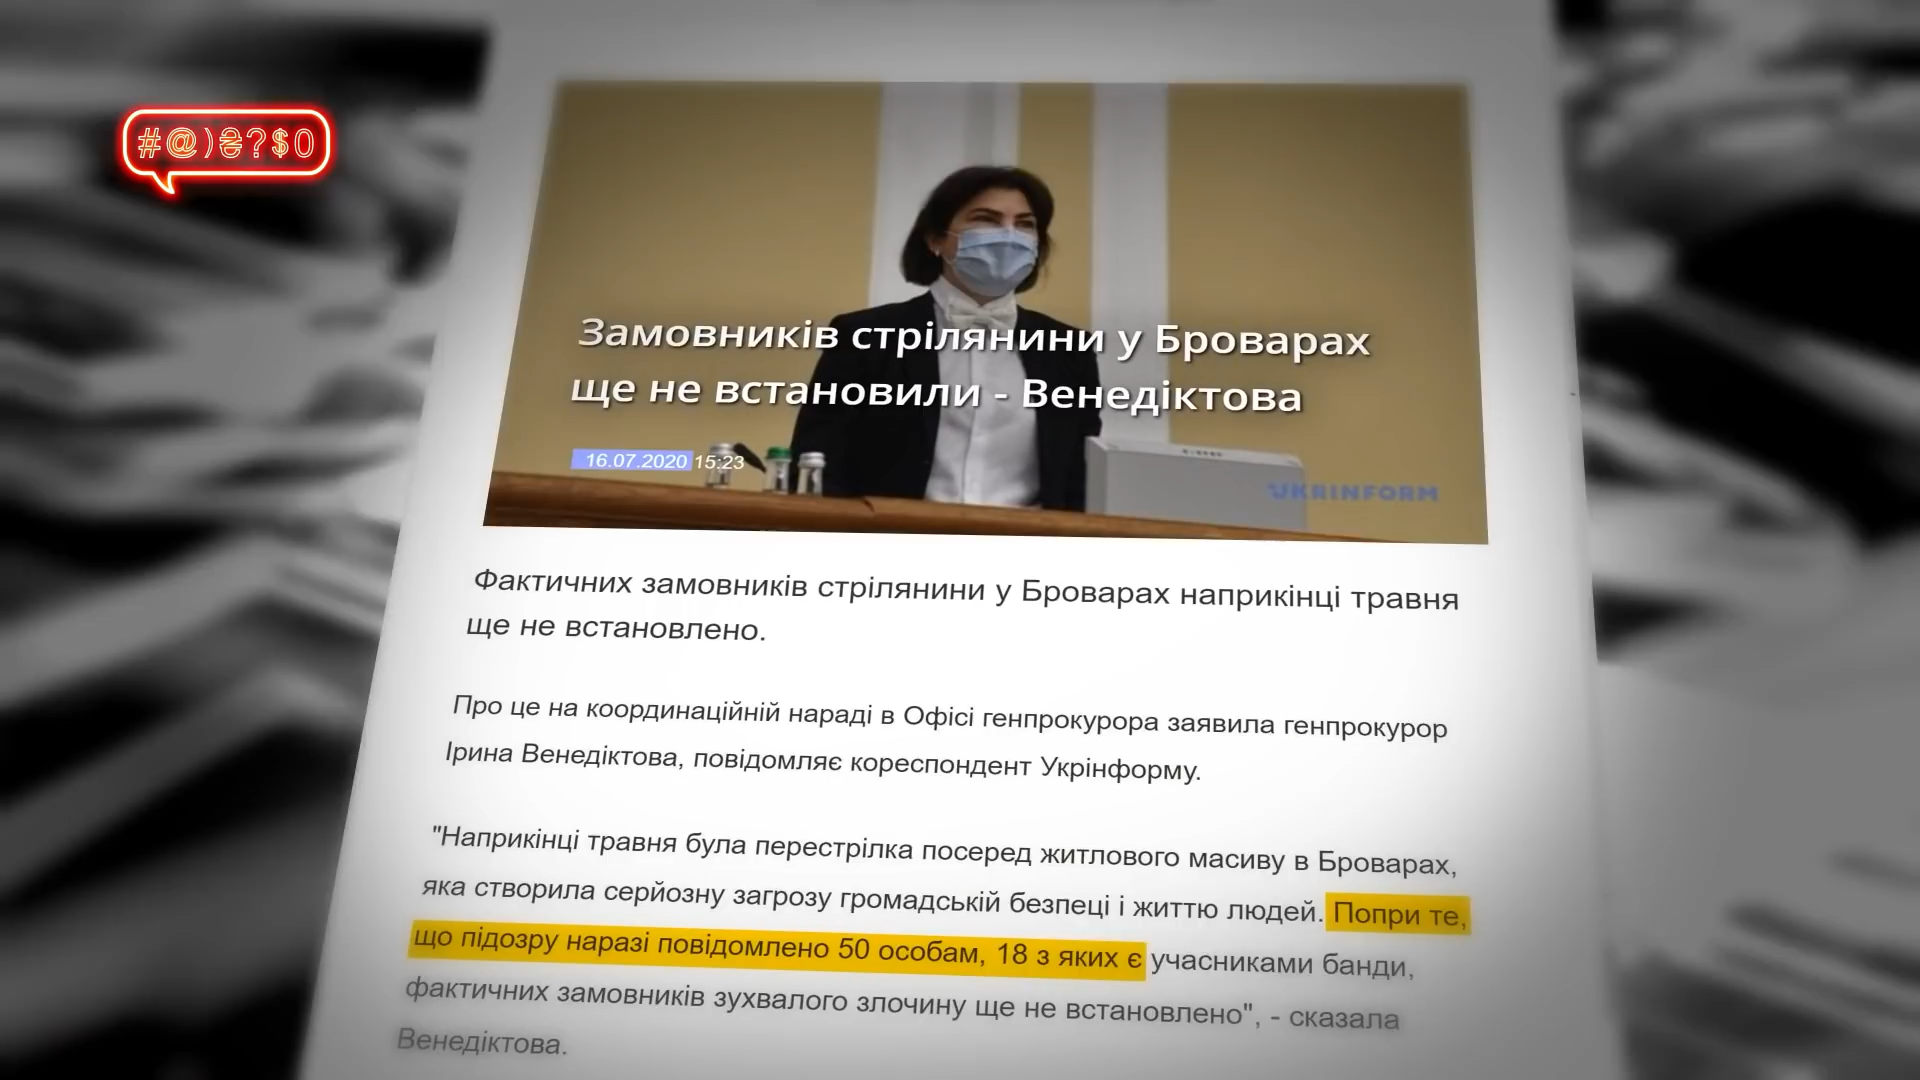 #@)₴?$0
Замовників стрілянини у Броварах
ще не встановили - Венедіктова
16.07.2020 15:23
UKRINFORM
Фактичних замовників стрілянини у Броварах наприкінці травня
ще не встановлено.
Про це на координаційній нараді в Офісі генпрокурора заявила генпрокурор
Ірина Венедіктова, повідомляє кореспондент Укрінформу.
"Наприкінці травня була перестрілка посеред житлового масиву в Броварах,
яка створила серйозну загрозу громадській безпеці і життю людей. Попри те,
що підозру наразі повідомлено 50 особам, 18 з яких є учасниками банди,
фактичних замовників зухвалого злочину ще не встановлено", - сказала
Венедіктова.